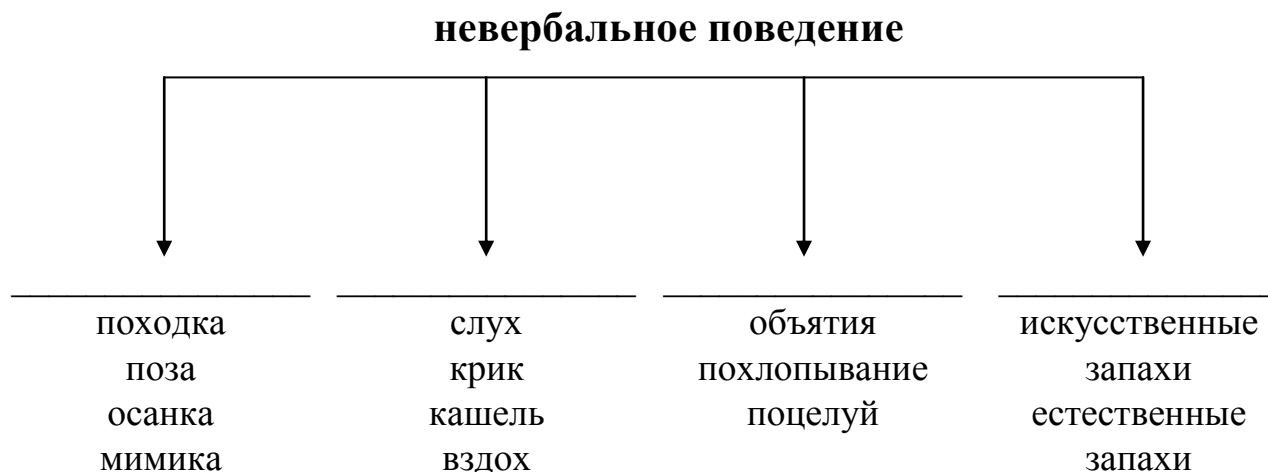 невербальное поведение
походка
поза
осанка
мимика
слух
крик
кашель
вздох
объятия
похлопывание
поцелуй
искусственные
запахи
естественные
запахи